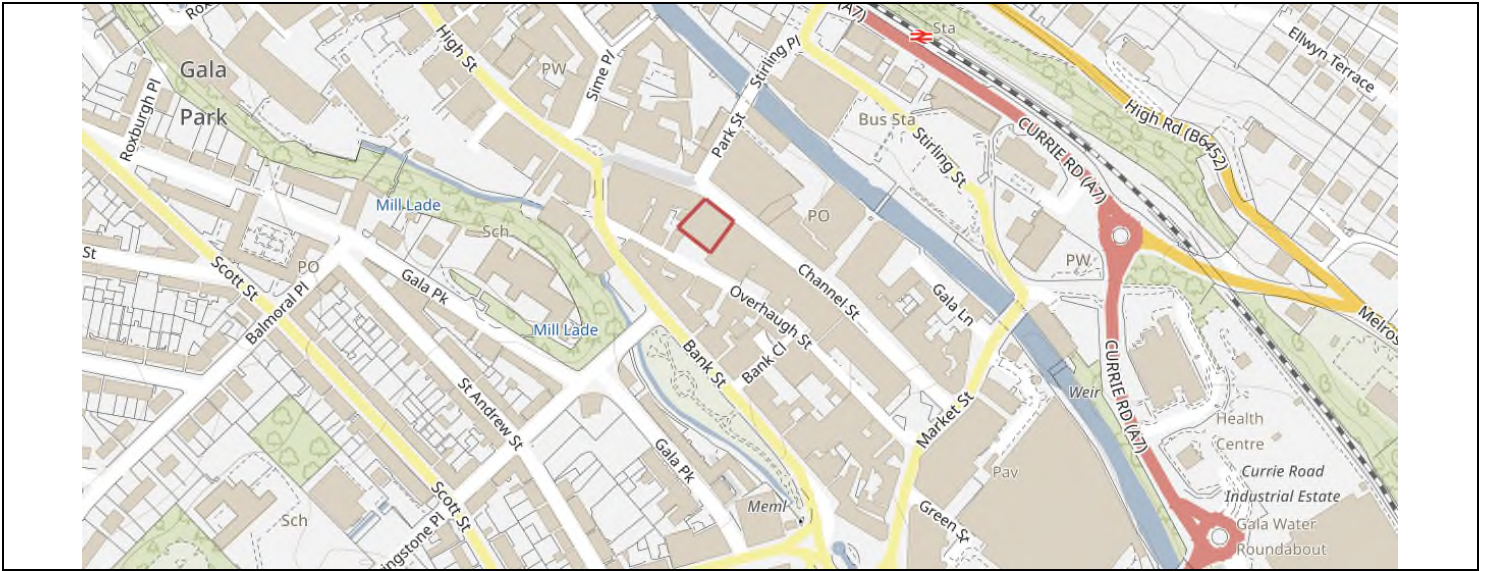 (A7)
Sta
Ellwyn Terrace
High St
Stirling Pl
Gala
Park
PW
Sime Pl
Roxburgh Pl
Park St
Bus Sta
Stirling St
CURRIE RD (A7)
High Rd (B6452)
Mill Lade
Sch
PO
PW
St
PO
Scott St
Balmoral Pl
Gala Pk
Mill Lade
Channel St
Overhaugh St
Gala Ln
Bank St
Bank Cl
CURRIE RD (A7)
Weir
St Andrew St
Market St
Health
Centre
Gala Pk
Pav
Currie Road
Industrial Estate
Scott St
Meml
Green St
Sch
Gala Water
Roundabout